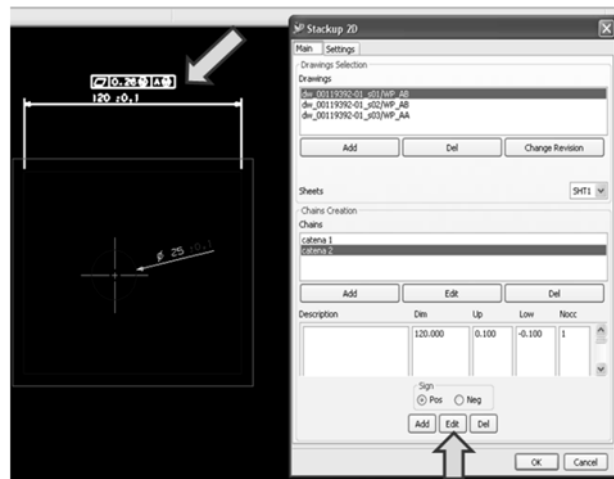 0.26 A
120 ±0,1
Ø 25 ±0,1
Stackup 2D
Main Settings
Drawings Selection
Drawings
dw_00119392-01_s01/WP_AB
dw_00119392-01_s02/WP_AB
dw_00119392-01_s03/WP_AA
Add Del Change Revision
Sheets SHT1
Chains Creation
Chains
catena 1
catena 2
Add Edit Del
Description Dim Up Low Nocc
120.000 0.100 -0.100 1
Sign
Pos Neg
Add Edit Del
OK Cancel